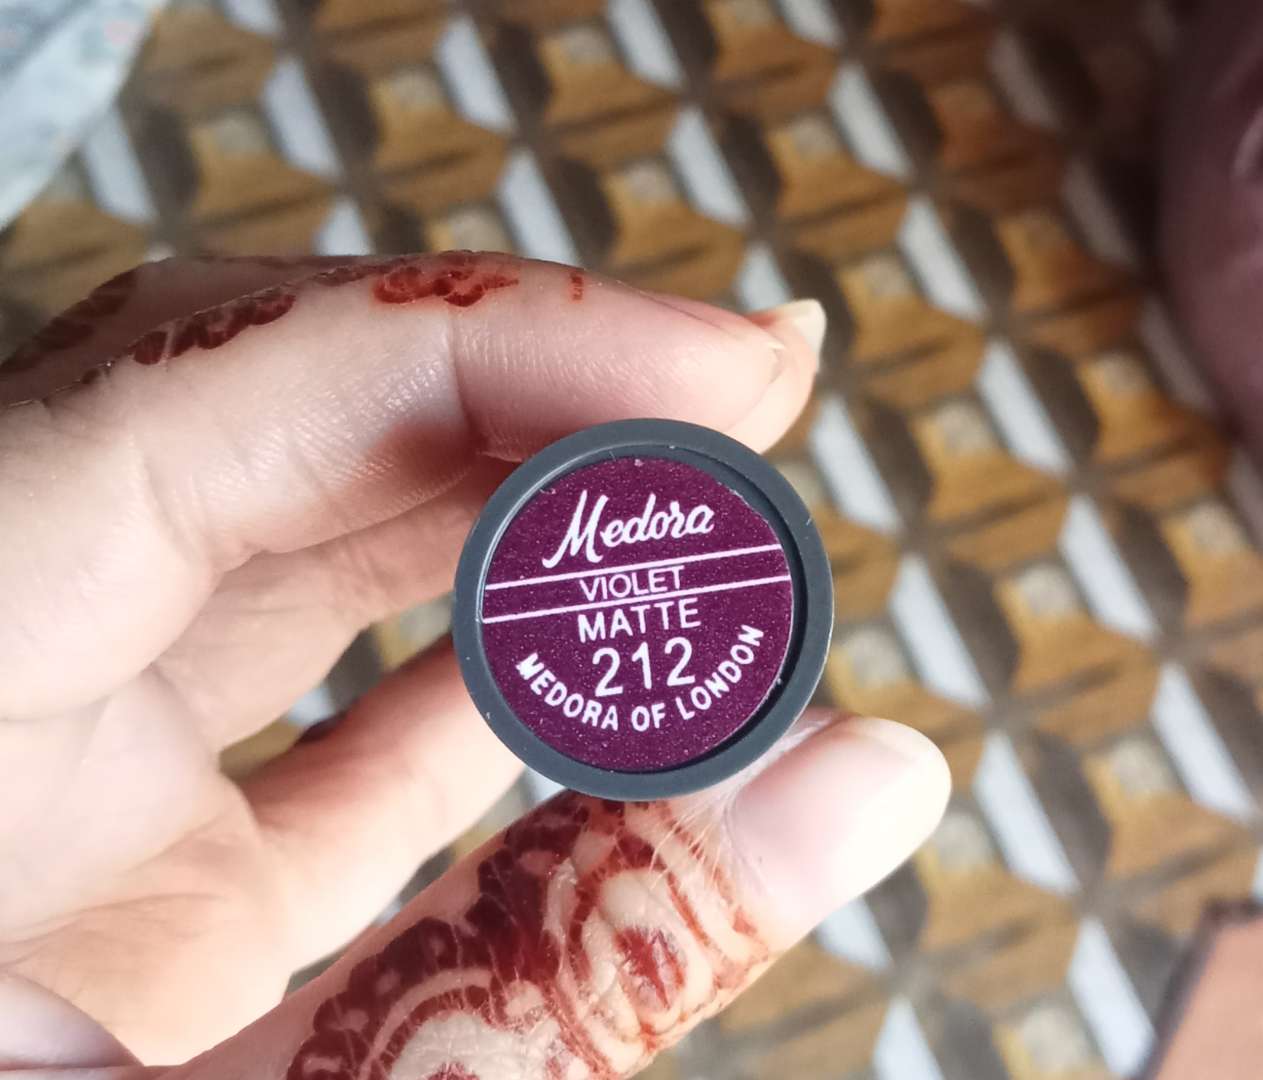 Medora
VIOLET
MATTE
212
MEDORA OF LONDON